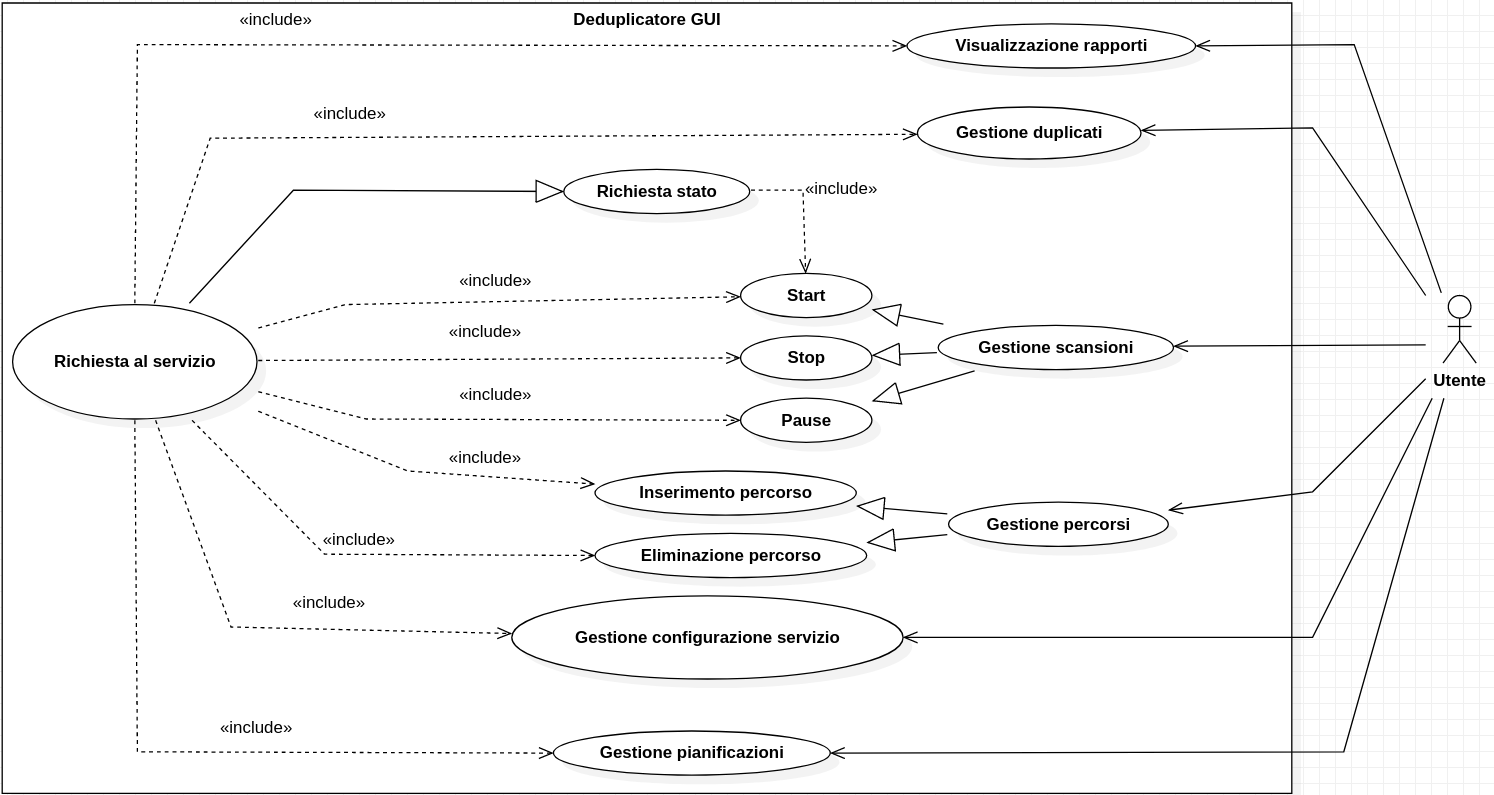 «include»
Deduplicatore GUI
Visualizzazione rapporti
«include»
Gestione duplicati
Richiesta stato
«include»
«include»
Start
«include»
Gestione scansioni
Richiesta al servizio
Stop
Utente
«include»
Pause
«include»
Inserimento percorso
Gestione percorsi
«include»
Eliminazione percorso
«include»
Gestione configurazione servizio
«include»
Gestione pianificazioni